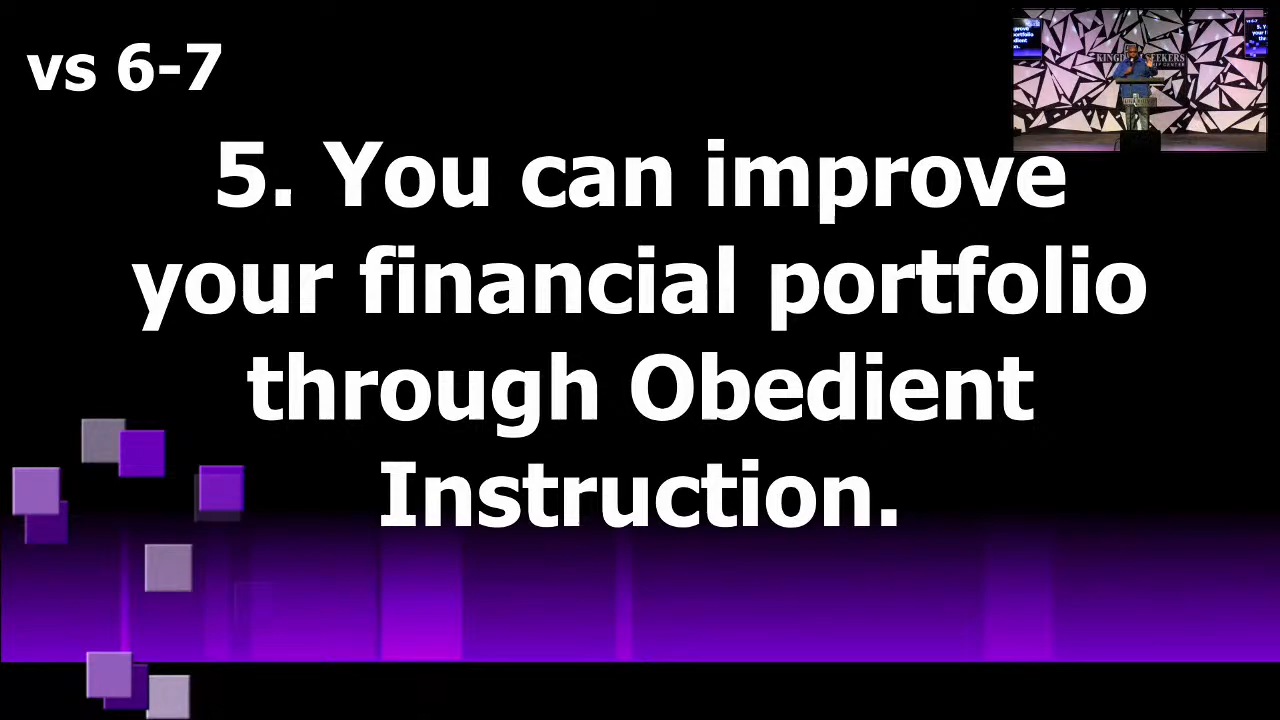 vs 6-7
5. You can improve
your financial portfolio
through Obedient
Instruction.